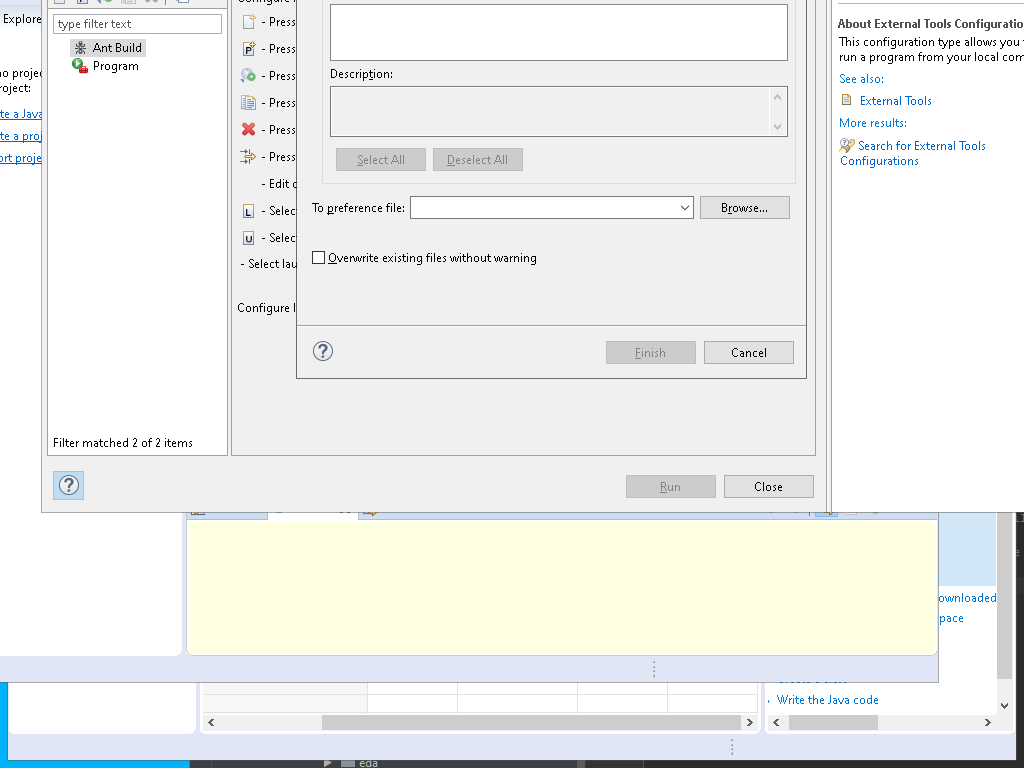 Explore
type filter text
Ant Build
Program
Filter matched 2 of 2 items
te a Java
te a proj
ort proje
- Press
- Press
- Press
- Press
- Press
- Press
- Edit
- Selec
- Selec
- Select lau
Configure l
Description:
Select All
Deselect All
To preference file:
Browse...
Overwrite existing files without warning
Finish
Cancel
Run
Close
About External Tools Configuratio
This configuration type allows you
run a program from your local com
See also:
External Tools
More results:
Search for External Tools
Configurations
ownloaded
pace
Write the Java code
eda